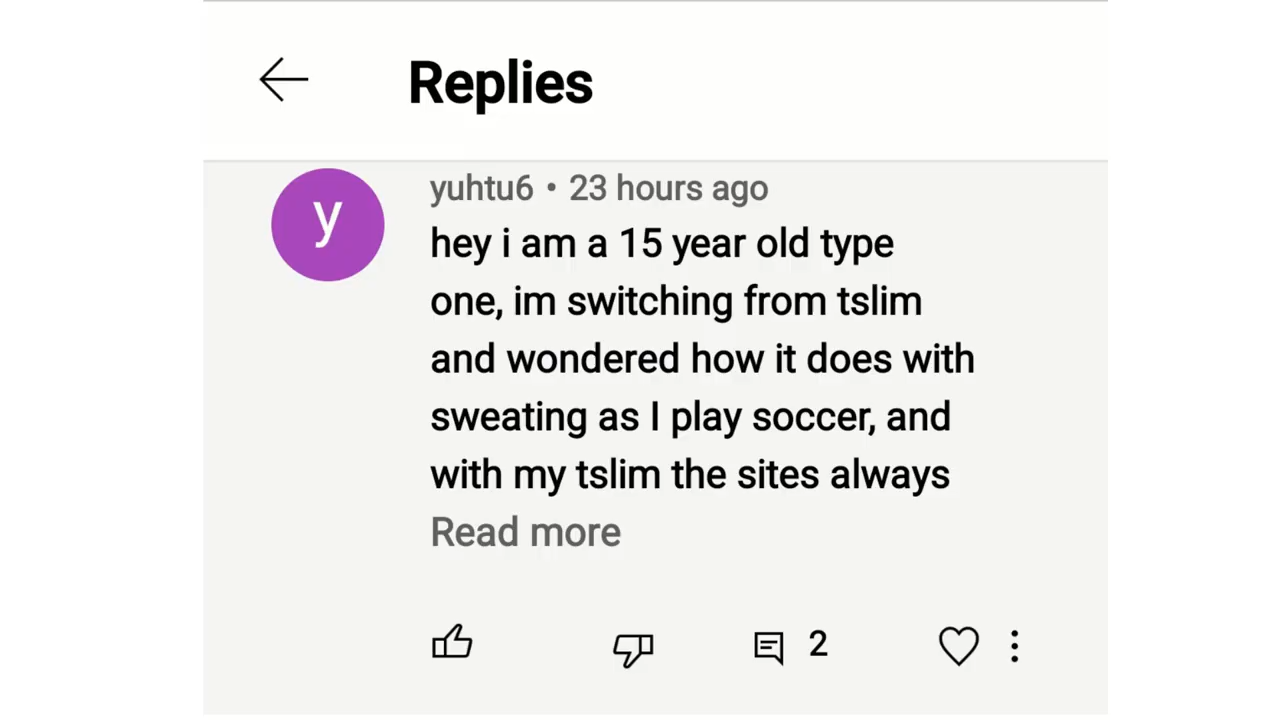 Replies
y
yuhtu6 • 23 hours ago
hey i am a 15 year old type
one, im switching from tslim
and wondered how it does with
sweating as I play soccer, and
with my tslim the sites always
Read more
2